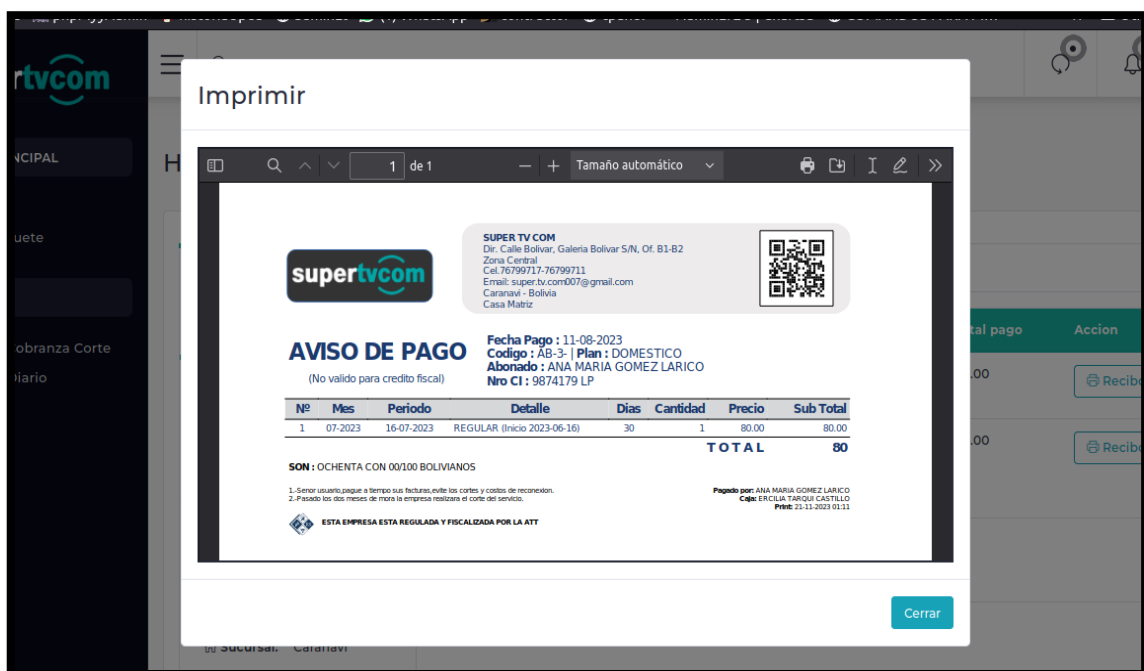 rtvcom
Imprimir
NCIPAL
H
1 de 1
Tamaño automático
uete
SUPER TV COM
Dir. Calle Bolivar, Galeria Bolivar S/N, Of. B1-B2
Zona Central
Cel.76799717-76799711
Email: super.tv.com007@gmail.com
Caranavi - Bolivia
Casa Matriz
supertvcom
tal pago Accion
obranza Corte
iario
AVISO DE PAGO
(No valido para credito fiscal)
Fecha Pago : 11-08-2023
Codigo : AB-3- | Plan : DOMESTICO
Abonado : ANA MARIA GOMEZ LARICO
Nro CI : 9874179 LP
.00 Recibo
Nº Mes Periodo Detalle Dias Cantidad Precio Sub Total
1 07-2023 16-07-2023 REGULAR (Inicio 2023-06-16) 30 1 80.00 80.00
TOTAL 80
.00 Recibo
SON : OCHENTA CON 00/100 BOLIVIANOS
1.-Senor usuario,pague a tiempo sus facturas,evite los cortes y costos de reconexion.
2.-Pasado los dos meses de mora la empresa realizara el corte del servicio.
Pagado por: ANA MARIA GOMEZ LARICO
Caja: ERCILIA TARQUI CASTILLO
Print: 21-11-2023 01:11
ESTA EMPRESA ESTA REGULADA Y FISCALIZADA POR LA ATT
Cerrar
Sucursal: Caranavi